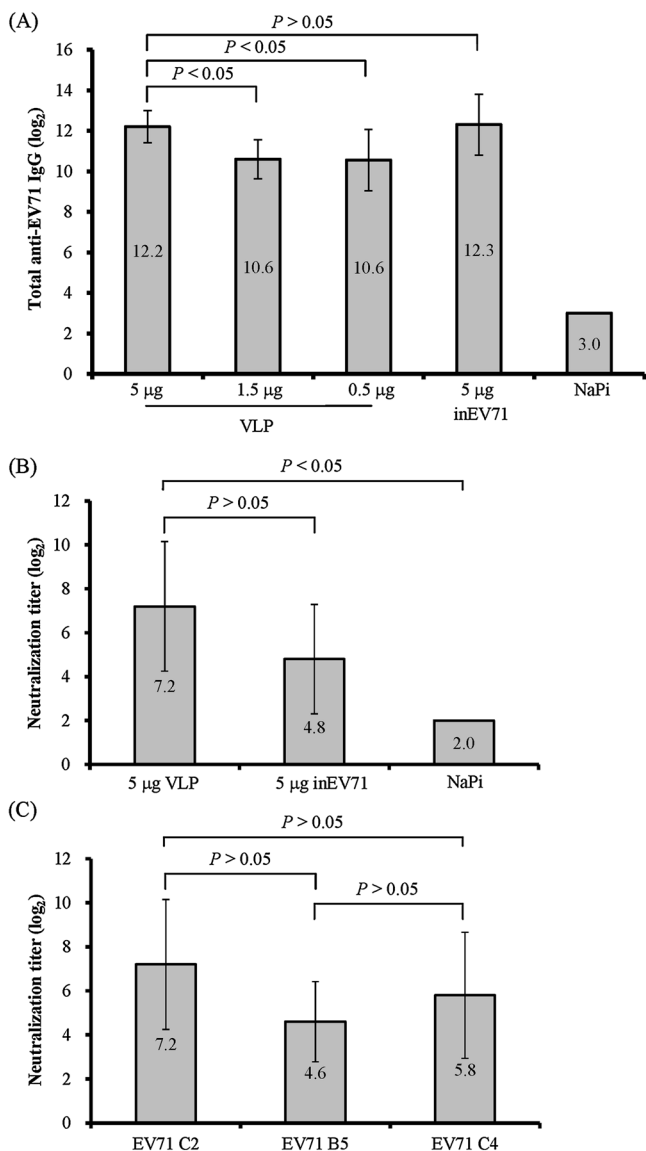 (A)
P > 0.05
P < 0.05
P < 0.05
Total anti-EV71 IgG (log2)
16
14
12
10
8
6
4
2
0
12.2
10.6
10.6
12.3
3.0
5 μg 1.5 μg 0.5 μg 5 μg NaPi
VLP inEV71
(B)
P < 0.05
P > 0.05
Neutralization titer (log2)
12
10
8
6
4
2
0
7.2
4.8
2.0
5 μg VLP 5 μg inEV71 NaPi
(C)
P > 0.05
P > 0.05
P > 0.05
Neutralization titer (log2)
12
10
8
6
4
2
0
7.2
4.6
5.8
EV71 C2 EV71 B5 EV71 C4